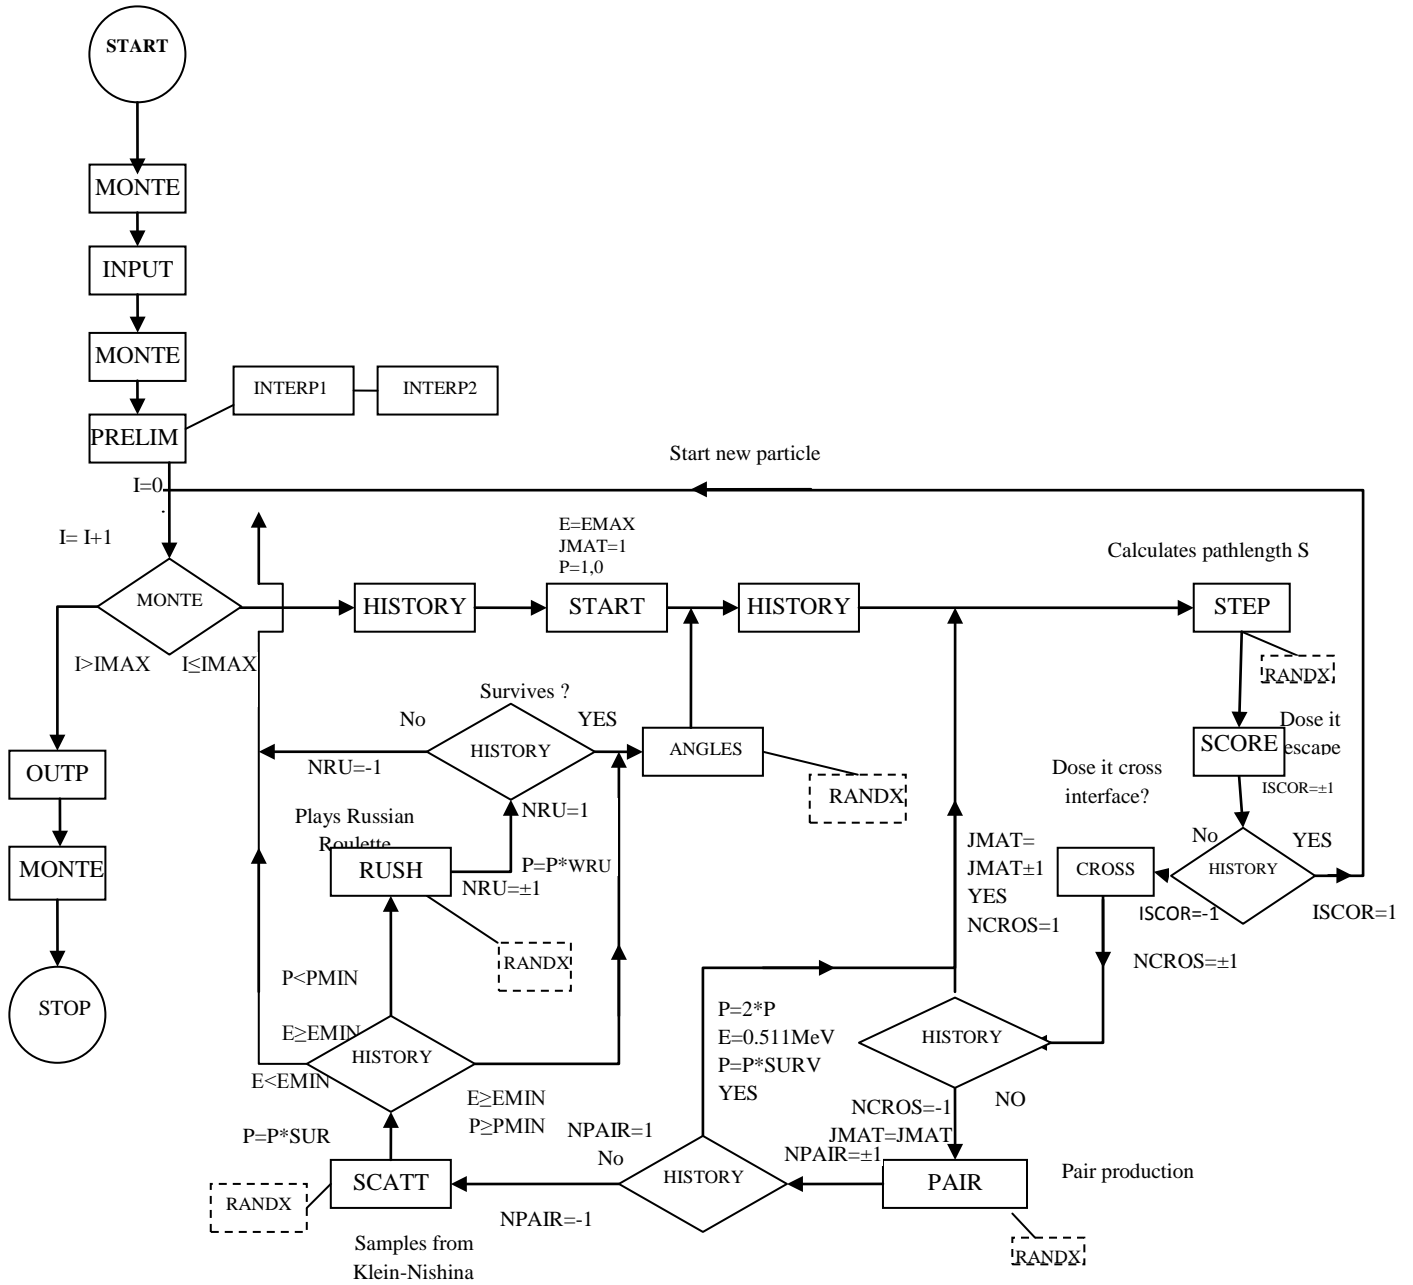 START
MONTE
INPUT
MONTE
INTERP1
INTERP2
PRELIM
Start new particle
I=0
.
I= I+1
E=EMAX
JMAT=1
P=1,0
Calculates pathlength S
MONTE
HISTORY
START
HISTORY
STEP
I>IMAX
I≤IMAX
RANDX
Survives ?
No
YES
HISTORY
ANGLES
NRU=-1
RANDX
SCORE
Dose it
escape
ISCOR=±1
Dose it cross
interface?
OUTP
NRU=1
Plays Russian
Roulette
P=P*WRU
RUSH
NRU=±1
MONTE
RANDX
JMAT=
JMAT±1
YES
NCROS=1
No
YES
CROSS
HISTORY
ISCOR=-1
ISCOR=1
NCROS=±1
STOP
P<PMIN
E≥EMIN
HISTORY
E<EMIN
E≥EMIN
P≥PMIN
P=2*P
E=0.511MeV
P=P*SURV
YES
HISTORY
NO
NCROS=-1
JMAT=JMAT
P=P*SUR
NPAIR=1
No
NPAIR=±1
SCATT
HISTORY
PAIR
Pair production
RANDX
NPAIR=-1
RANDX
Samples from
Klein-Nishina